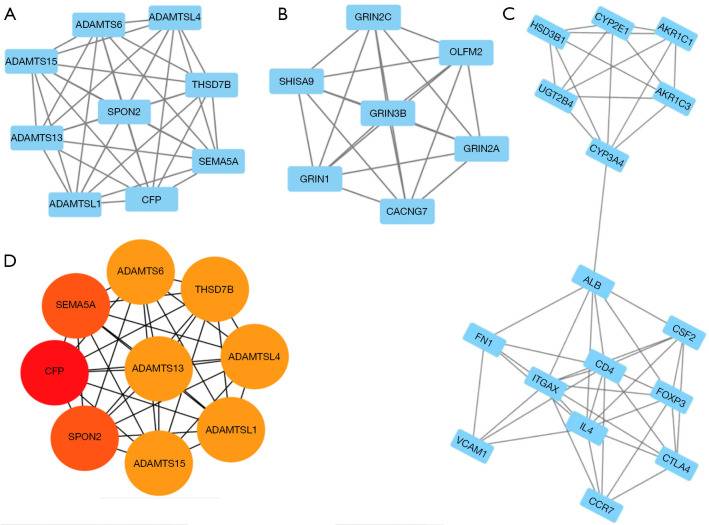 A
ADAMTS6
ADAMTSL4
ADAMTS15
THSD7B
SPON2
ADAMTS13
SEMA5A
ADAMTSL1
CFP
B
GRIN2C
OLFM2
SHISA9
GRIN3B
GRIN2A
GRIN1
CACNG7
C
HSD3B1
CYP2E1
AKR1C1
UGT2B4
AKR1C3
CYP3A4
ALB
FN1
CSF2
CD4
ITGAX
FOXP3
IL4
VCAM1
CTLA4
CCR7
D
ADAMTS6
THSD7B
SEMA5A
ADAMTSL4
CFP
ADAMTS13
SPON2
ADAMTSL1
ADAMTS15